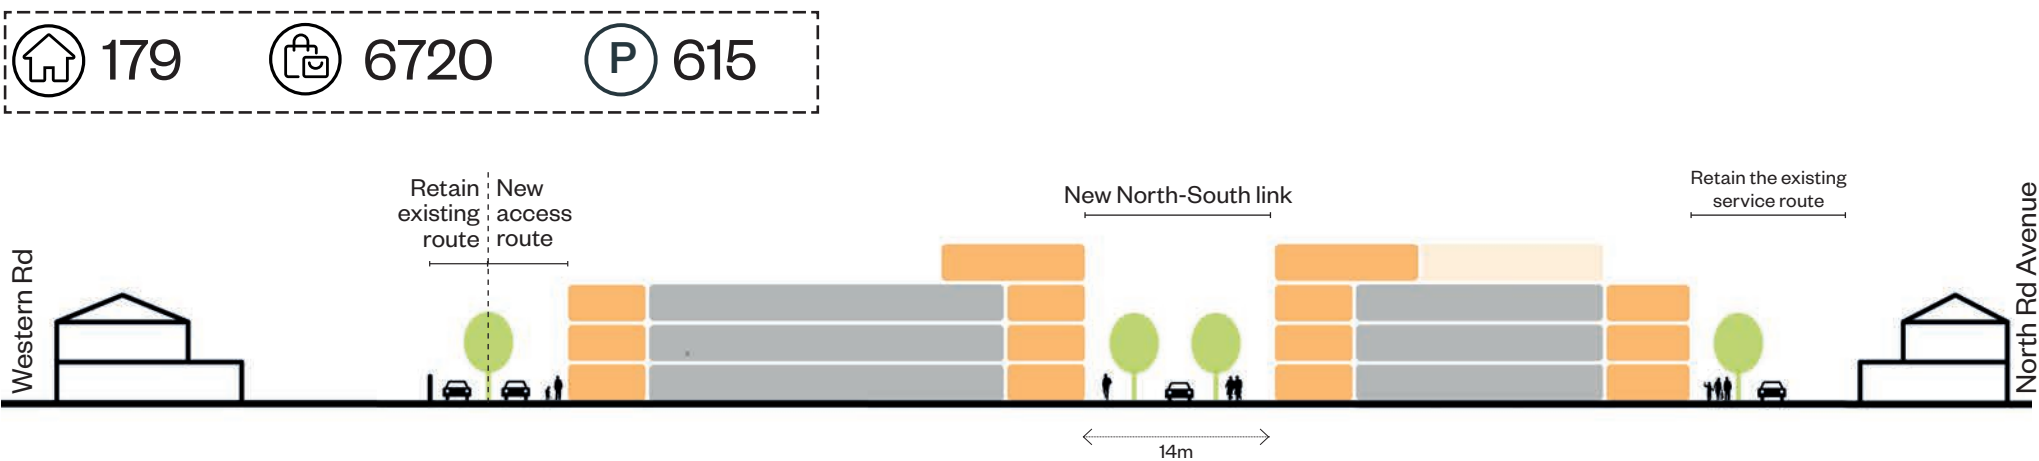 179
6720
P 615
Retain
existing
route
New
access
route
New North-South link
Retain the existing
service route
Western Rd
North Rd Avenue
14m